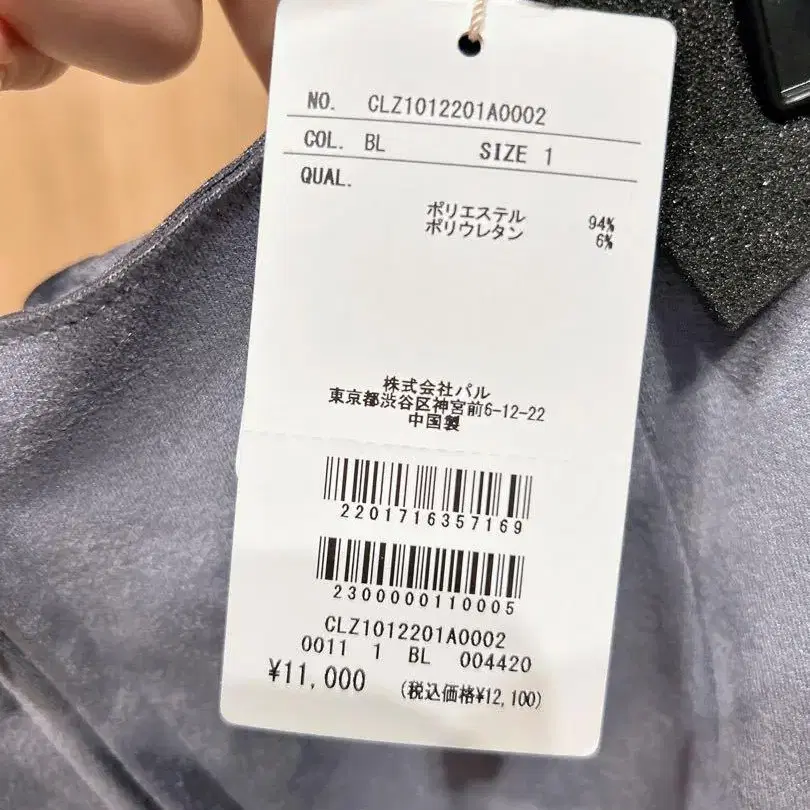 NO. CLZ1012201A0002
COL. BL SIZE 1
QUAL.
ポリエステル 94%
ポリウレタン 6%
株式会社パル
東京都渋谷区神宮前6-12-22
中国製
2201716357169
2300000110005
CLZ1012201A0002
0011 1 BL 004420
¥11,000 (税込価格¥12,100)